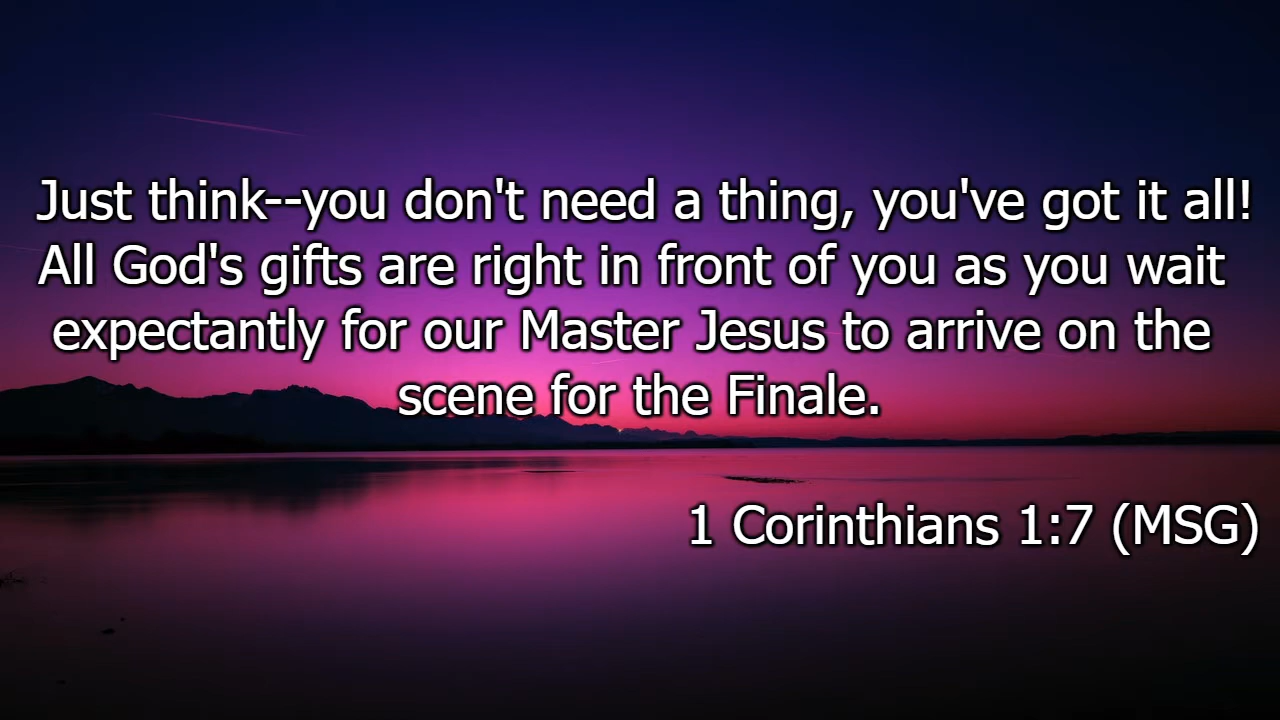 Just think--you don't need a thing, you've got it all!
All God's gifts are right in front of you as you wait
expectantly for our Master Jesus to arrive on the
scene for the Finale.
1 Corinthians 1:7 (MSG)